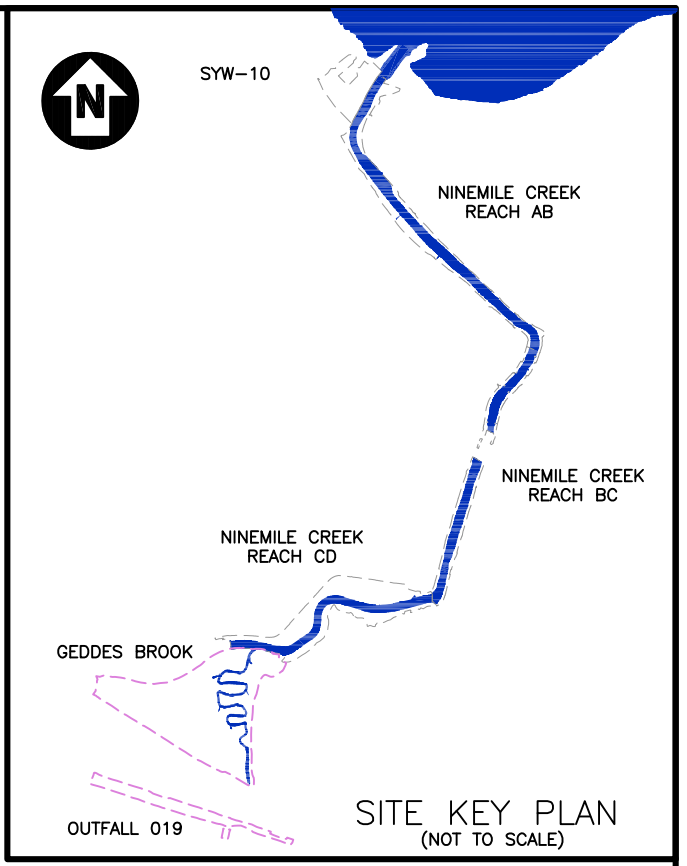 N
SYW-10
NINEMILE CREEK
REACH AB
NINEMILE CREEK
REACH BC
NINEMILE CREEK
REACH CD
GEDDES BROOK
OUTFALL 019
SITE KEY PLAN
(NOT TO SCALE)